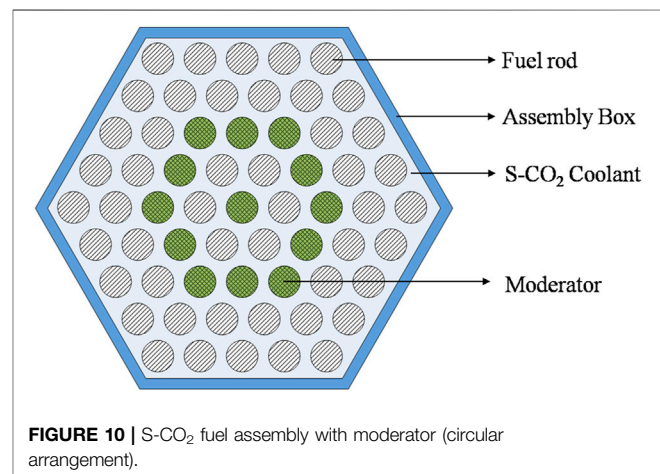 Fuel rod
Assembly Box
S-CO₂ Coolant
Moderator
FIGURE 10 | S-CO₂ fuel assembly with moderator (circular
arrangement).